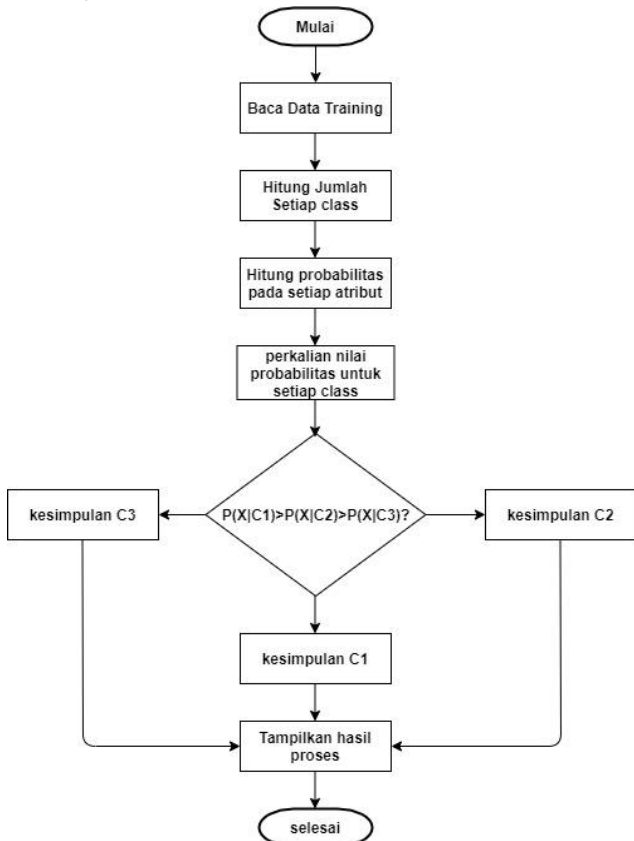 Mulai
Baca Data Training
Hitung Jumlah
Setiap class
Hitung probabilitas
pada setiap atribut
perkalian nilai
probabilitas untuk
setiap class
kesimpulan C3
P(X|C1)>P(X|C2)>P(X|C3)?
kesimpulan C2
kesimpulan C1
Tampilkan hasil
proses
selesai